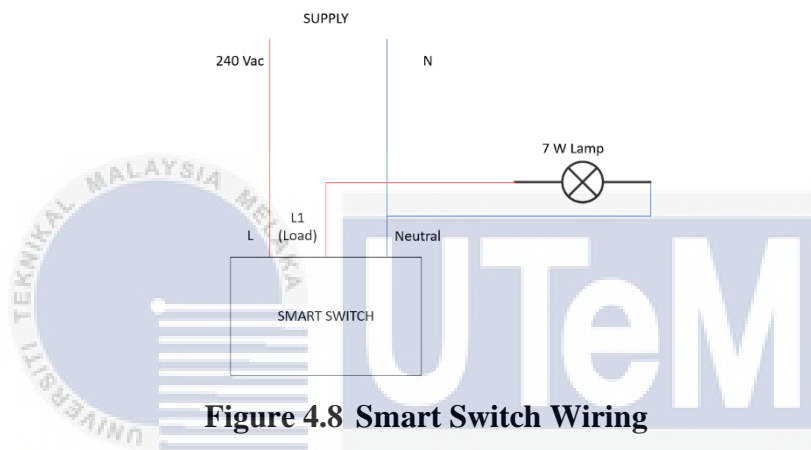 SUPPLY
240 Vac
N
7 W Lamp
L1
L
(Load)
Neutral
SMART SWITCH
UNIVERSITI TEKNIKAL MALAYSIA MELAKA
UTeM
Figure 4.8 Smart Switch Wiring